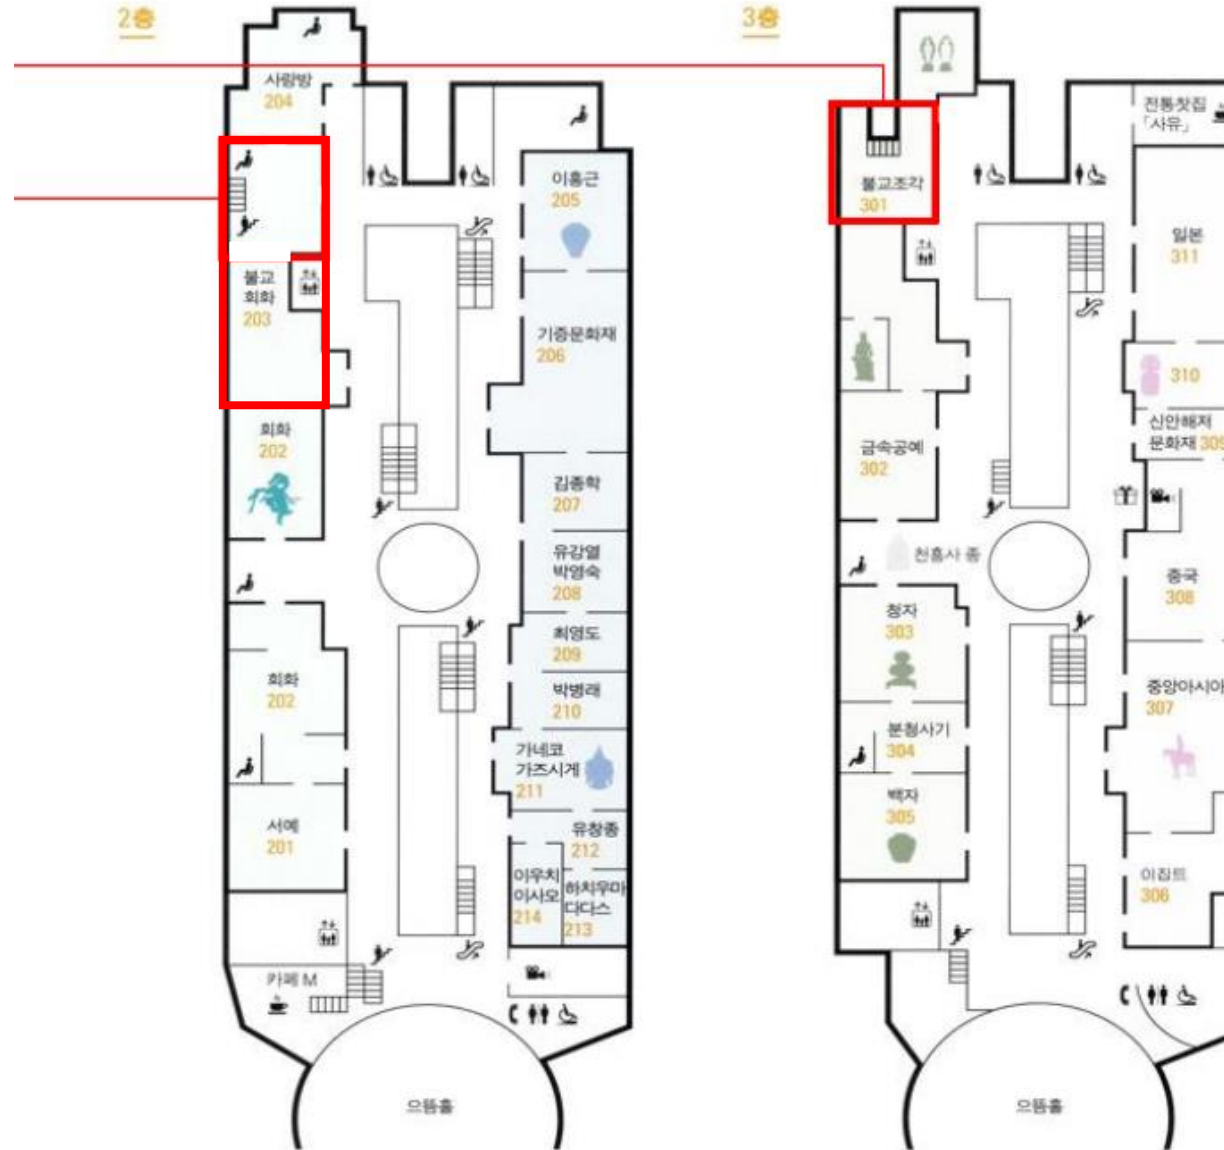 2층
사랑방
204
불교
회화
203
회화
202
회화
202
서예
201
카페 M
이홍근
205
기증문화재
206
김종학
207
유강열
박영숙
208
최영도
209
박병래
210
가네코
가즈시게
211
유창종
212
이우치
이사오
214
하치우마
다다스
213
으뜸홀
3층
불교조각
301
금속공예
302
천흥사 종
청자
303
분청사기
304
백자
305
전통찻집
「사유」
일본
311
310
신안해저
문화재 309
중국
308
중앙아시아
307
이집트
306
으뜸홀